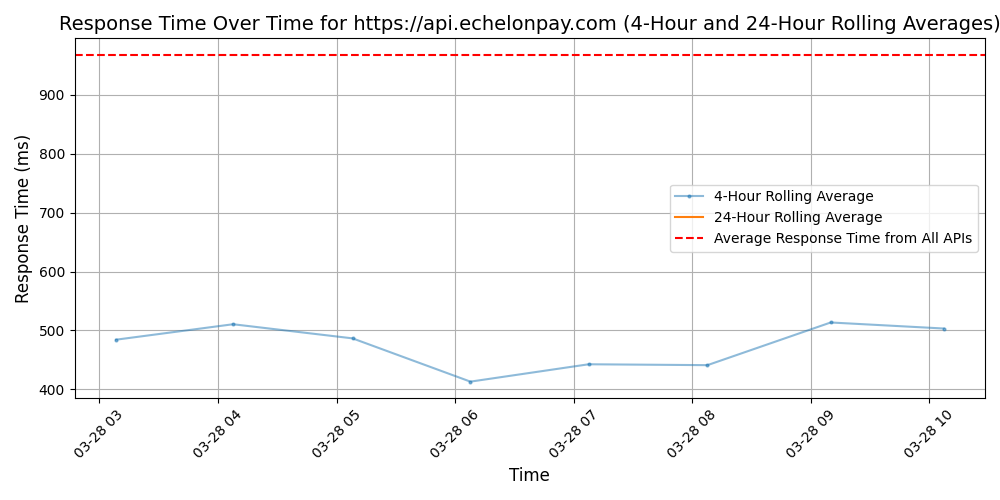 Response Time Over Time for https://api.echelonpay.com (4-Hour and 24-Hour Rolling Averages)
Response Time (ms)
900
800
700
600
500
400
4-Hour Rolling Average
24-Hour Rolling Average
Average Response Time from All APIs
03-28 03
03-28 04
03-28 05
03-28 06
03-28 07
03-28 08
03-28 09
03-28 10
Time